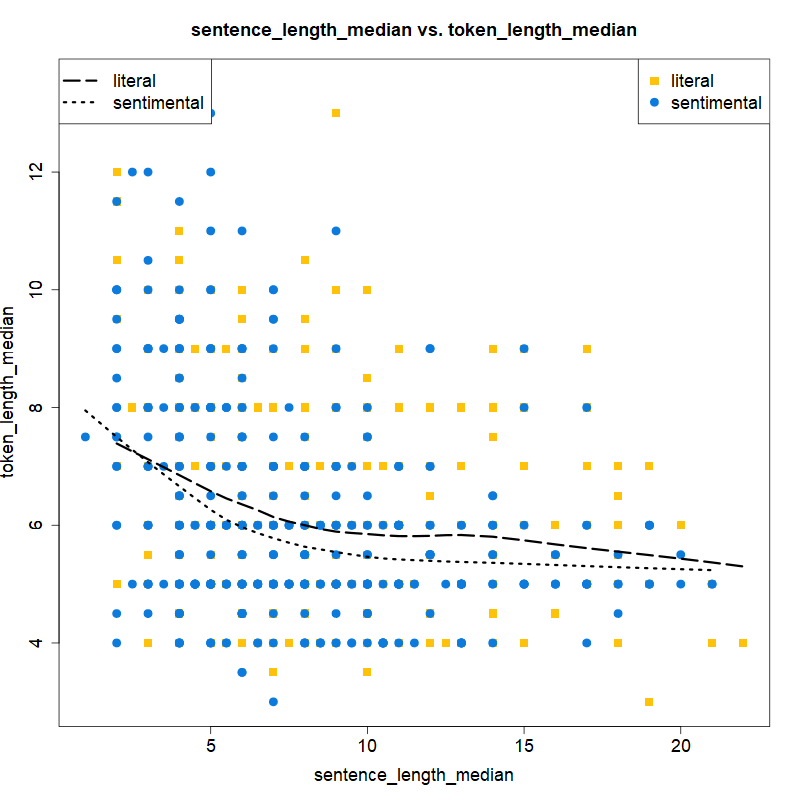 sentence_length_median vs. token_length_median
literal
sentimental
literal
sentimental
token_length_median
12
10
8
6
4
5 10 15 20
sentence_length_median